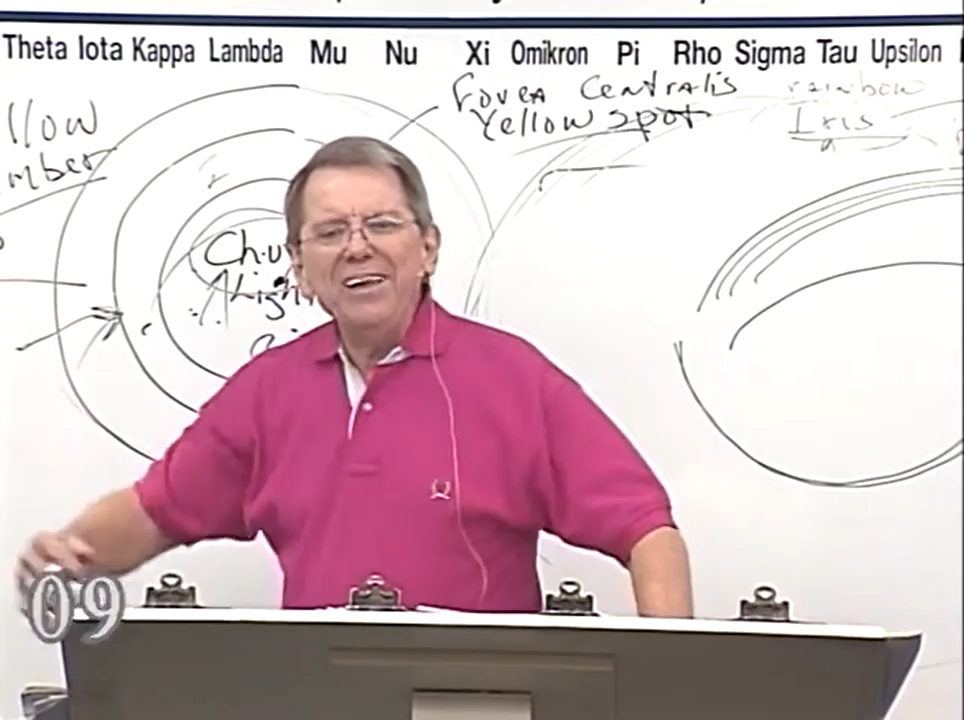 Theta Iota Kappa Lambda Mu Nu Xi Omikron Pi Rho Sigma Tau Upsilon
Fovea Centralis
Yellow spot
rainbow
Iris
llow
mber
09